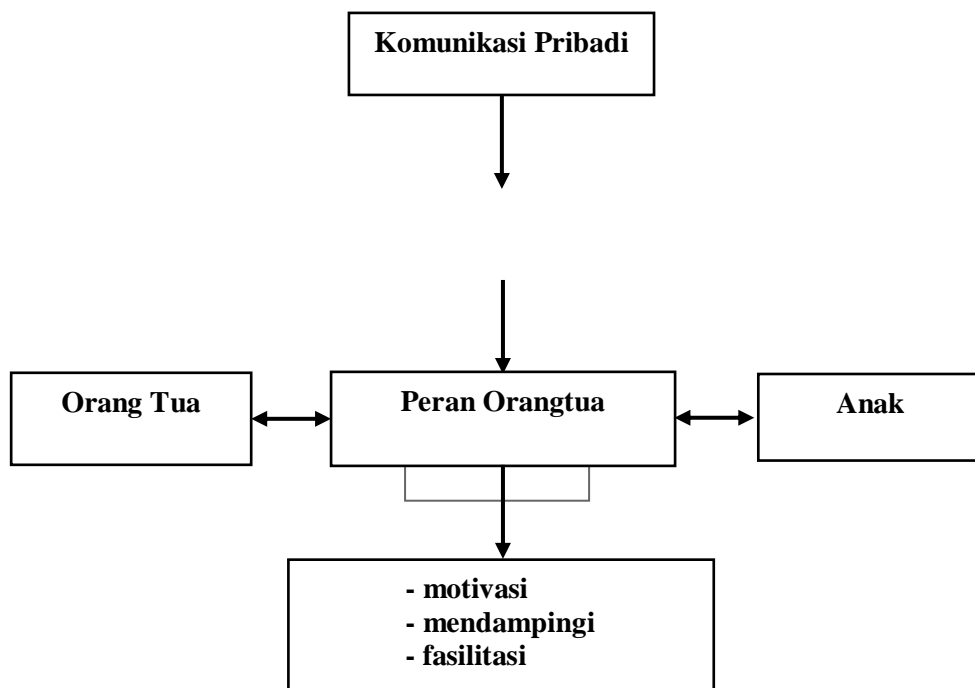 Komunikasi Pribadi
Orang Tua
Peran Orangtua
Anak
- motivasi
- mendampingi
- fasilitasi